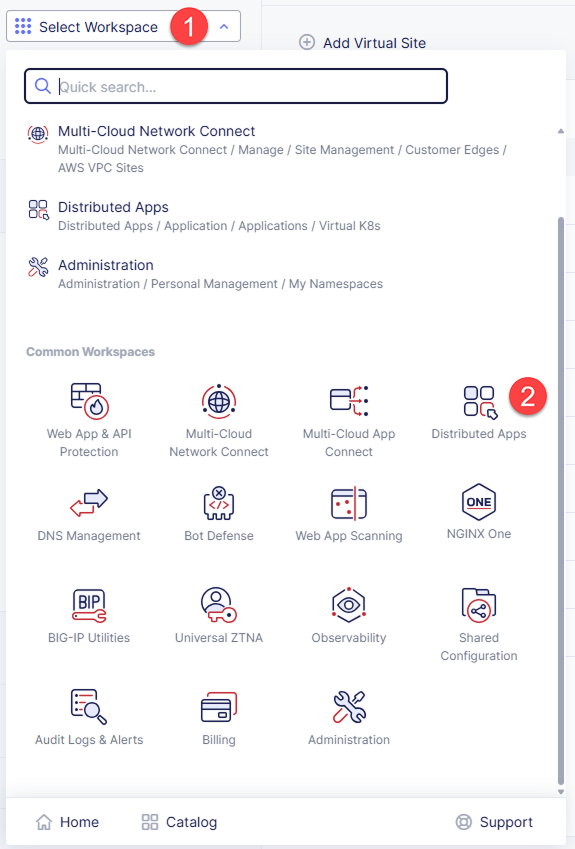 Select Workspace
1
Add Virtual Site
Quick search...
Multi-Cloud Network Connect
Multi-Cloud Network Connect / Manage / Site Management / Customer Edges /
AWS VPC Sites
Distributed Apps
Distributed Apps / Application / Applications / Virtual K8s
Administration
Administration / Personal Management / My Namespaces
Common Workspaces
2
Web App & API
Protection
Multi-Cloud
Network Connect
Multi-Cloud App
Connect
Distributed Apps
ONE
DNS Management
Bot Defense
Web App Scanning
NGINX One
BIP
BIG-IP Utilities
Universal ZTNA
Observability
Shared
Configuration
Audit Logs & Alerts
Billing
Administration
Home
Catalog
Support